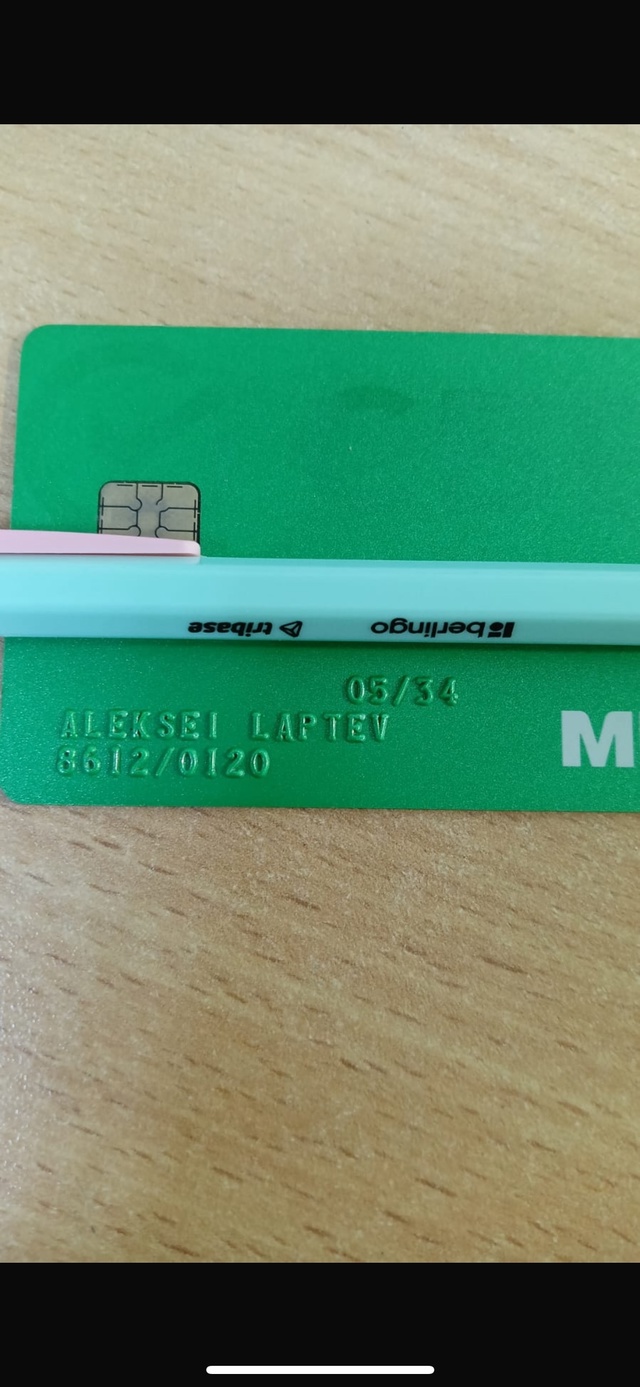 berlingo tribase
05/34
ALEKSEI LAPTEV
8612/0120
M